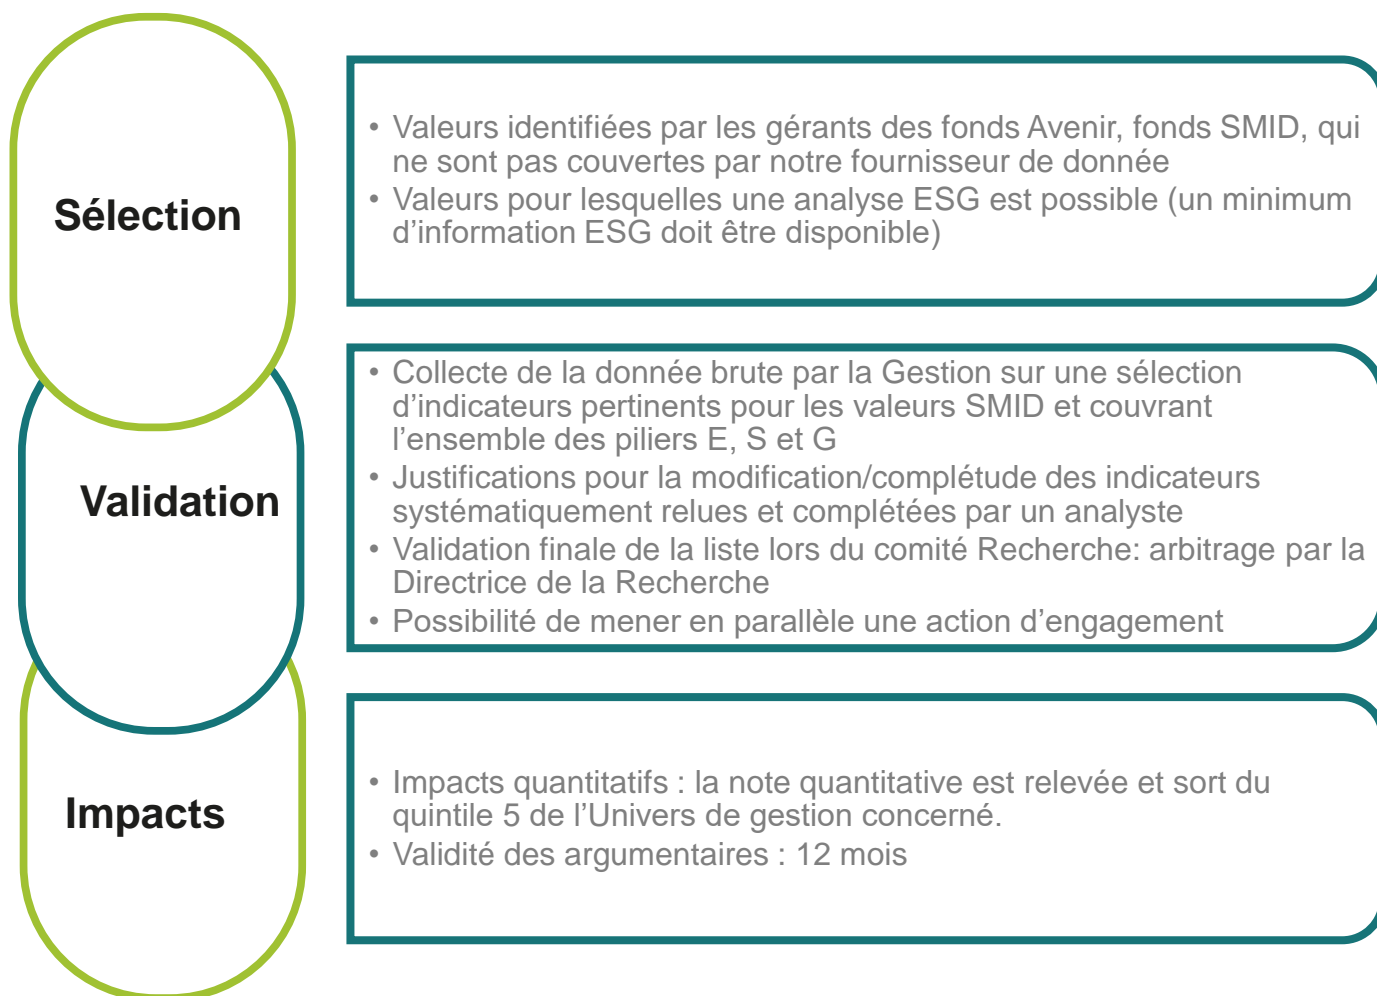 Sélection
• Valeurs identifiées par les gérants des fonds Avenir, fonds SMID, qui
ne sont pas couvertes par notre fournisseur de donnée
• Valeurs pour lesquelles une analyse ESG est possible (un minimum
d’information ESG doit être disponible)
Validation
• Collecte de la donnée brute par la Gestion sur une sélection
d’indicateurs pertinents pour les valeurs SMID et couvrant
l’ensemble des piliers E, S et G
• Justifications pour la modification/complétude des indicateurs
systématiquement relues et complétées par un analyste
• Validation finale de la liste lors du comité Recherche: arbitrage par la
Directrice de la Recherche
• Possibilité de mener en parallèle une action d’engagement
Impacts
• Impacts quantitatifs : la note quantitative est relevée et sort du
quintile 5 de l’Univers de gestion concerné.
• Validité des argumentaires : 12 mois